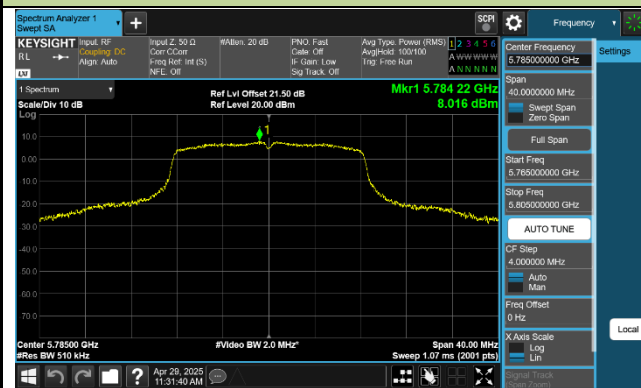 Spectrum Analyzer 1
Swept SA
+
SCPI
Frequency
KEYSIGHT
RL
LXI
Input: RF
Coupling: DC
Align: Auto
Input Z: 50 Ω
Corr CCorr
Freq Ref: Int (S)
NFE: Off
#Atten: 20 dB
PNO: Fast
Gate: Off
IF Gain: Low
Sig Track: Off
Avg Type: Power (RMS)
Avg|Hold: 100/100
Trig: Free Run
1 2 3 4 5 6
A W W W W W
A N N N N N
Center Frequency
5.785000000 GHz
Settings
Span
40.0000000 MHz
Swept Span
Zero Span
Full Span
Start Freq
5.765000000 GHz
Stop Freq
5.805000000 GHz
AUTO TUNE
CF Step
4.000000 MHz
Auto
Man
Freq Offset
0 Hz
X Axis Scale
Log
Lin
Signal Track
(Span Zoom)
Local
1 Spectrum
Scale/Div 10 dB
Log
Ref Lvl Offset 21.50 dB
Ref Level 20.00 dBm
Mkr1 5.784 22 GHz
8.016 dBm
1
10.0
0.00
10.0
20.0
30.0
-40.0
50.0
60.0
70.0
Center 5.78500 GHz
#Res BW 510 kHz
#Video BW 2.0 MHz*
Span 40.00 MHz
Sweep 1.07 ms (2001 pts)
?
Apr 29, 2025
11:31:40 AM